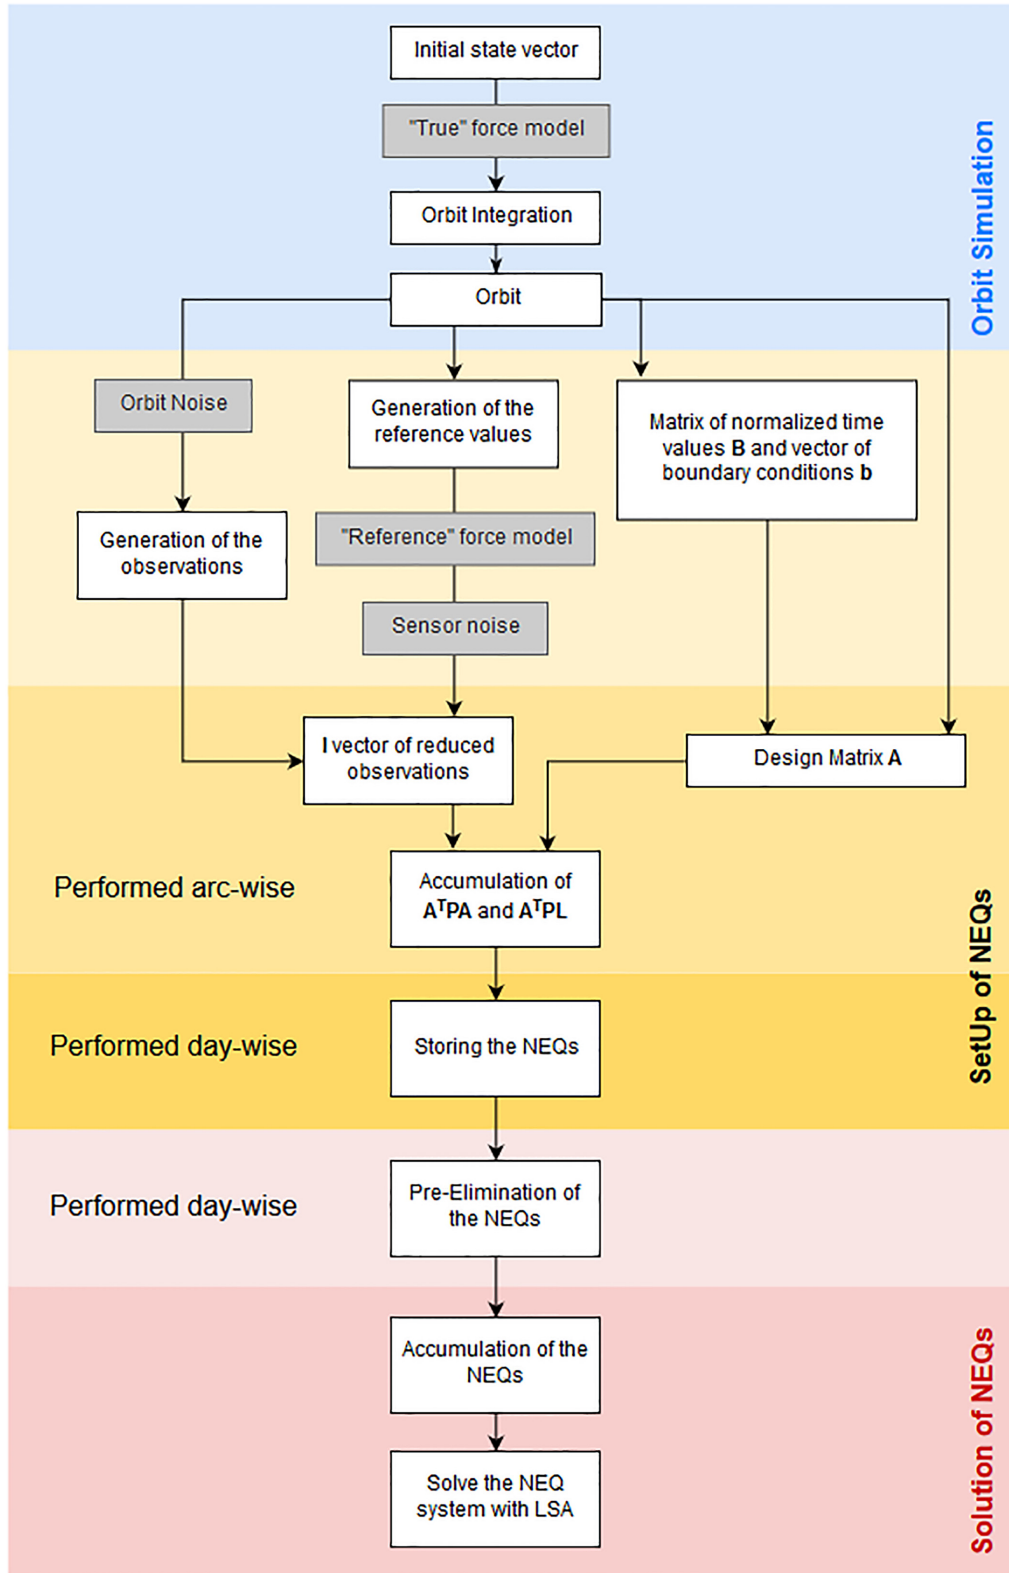 Initial state vector
"True" force model
Orbit Integration
Orbit
Orbit Simulation
Orbit Noise
Generation of the
reference values
Matrix of normalized time
values B and vector of
boundary conditions b
Generation of the
observations
"Reference" force model
Sensor noise
l vector of reduced
observations
Design Matrix A
Performed arc-wise
Accumulation of
AᵀPA and AᵀPL
SetUp of NEQs
Performed day-wise
Storing the NEQs
Performed day-wise
Pre-Elimination of
the NEQs
Accumulation of the
NEQs
Solve the NEQ
system with LSA
Solution of NEQs